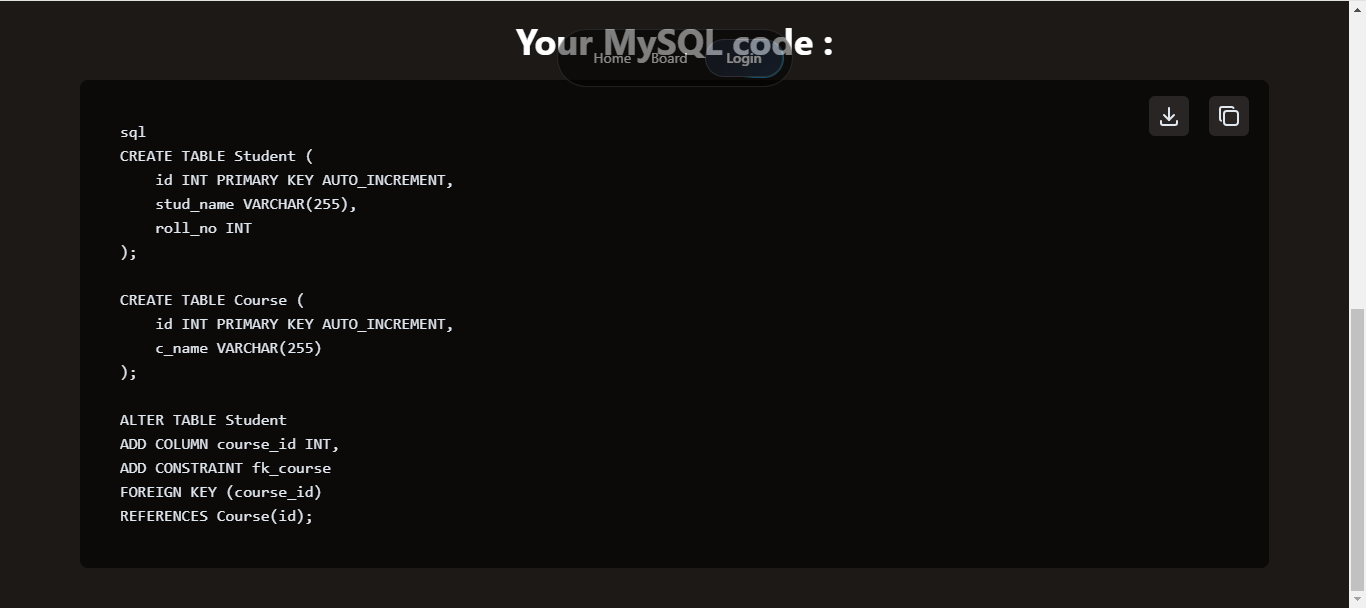 Your MySQL code :
Home Board Login
sql
CREATE TABLE Student (
    id INT PRIMARY KEY AUTO_INCREMENT,
    stud_name VARCHAR(255),
    roll_no INT
);
CREATE TABLE Course (
    id INT PRIMARY KEY AUTO_INCREMENT,
    c_name VARCHAR(255)
);
ALTER TABLE Student
ADD COLUMN course_id INT,
ADD CONSTRAINT fk_course
FOREIGN KEY (course_id)
REFERENCES Course(id);